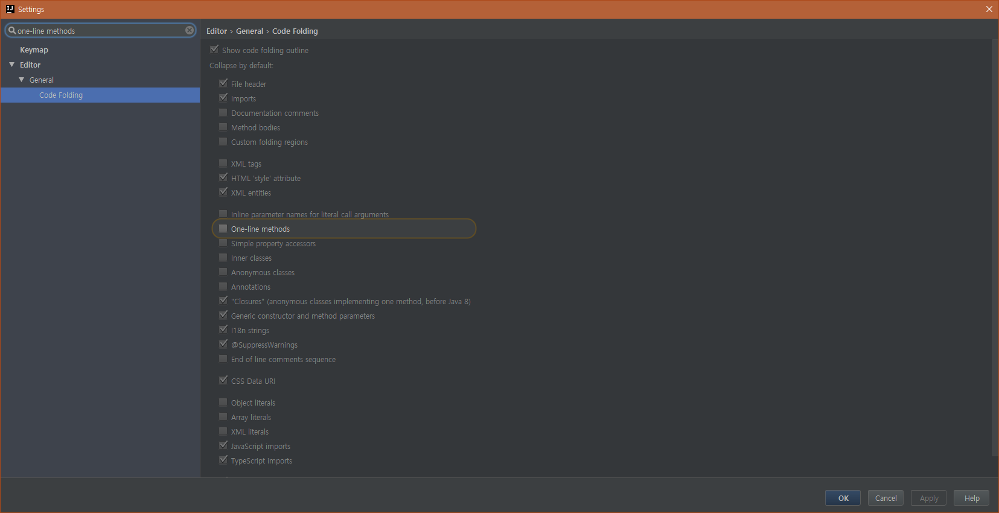 IJ Settings
one-line methods
Keymap
Editor
General
Code Folding
Editor › General › Code Folding
Show code folding outline
Collapse by default:
File header
Imports
Documentation comments
Method bodies
Custom folding regions
XML tags
HTML 'style' attribute
XML entities
Inline parameter names for literal call arguments
One-line methods
Simple property accessors
Inner classes
Anonymous classes
Annotations
"Closures" (anonymous classes implementing one method, before Java 8)
Generic constructor and method parameters
I18n strings
@SuppressWarnings
End of line comments sequence
CSS Data URI
Object literals
Array literals
XML literals
JavaScript imports
TypeScript imports
OK Cancel Apply Help